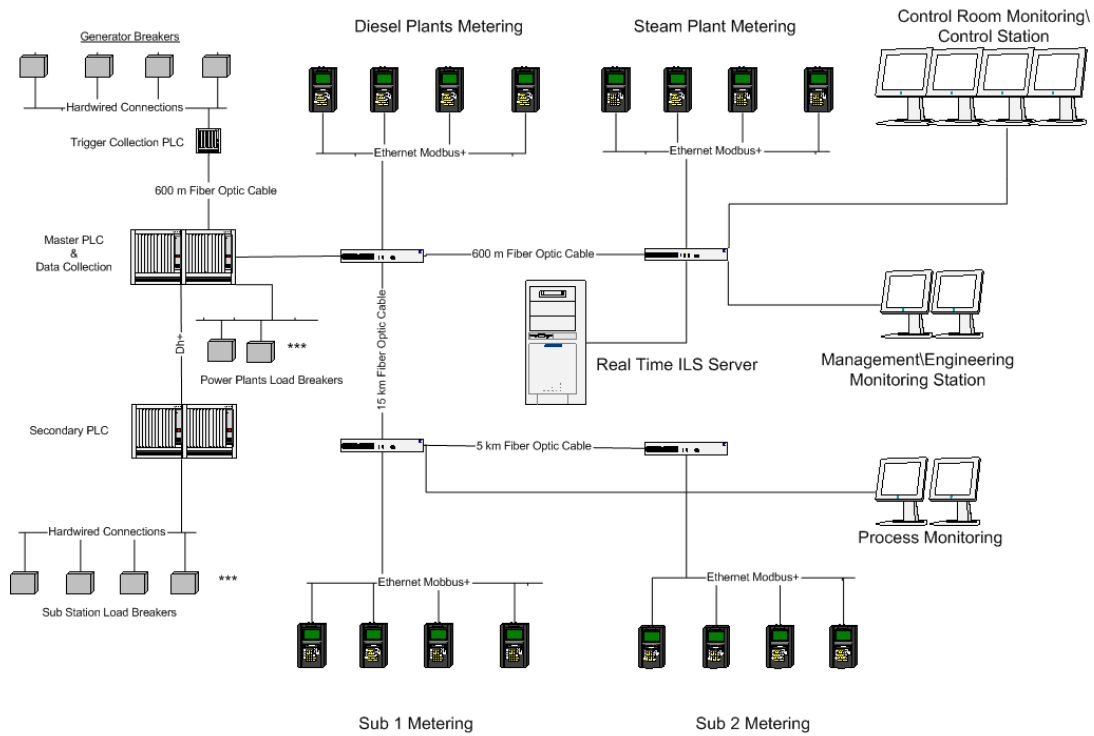 Diesel Plants Metering
Steam Plant Metering
Control Room Monitoring\
Control Station
Generator Breakers
Hardwired Connections
Trigger Collection PLC
Ethernet Modbus+
Ethernet Modbus+
600 m Fiber Optic Cable
Master PLC
&
Data Collection
600 m Fiber Optic Cable
15 km Fiber Optic Cable
Dh+
***
Power Plants Load Breakers
Real Time ILS Server
Management\Engineering
Monitoring Station
Secondary PLC
5 km Fiber Optic Cable
Process Monitoring
Hardwired Connections
***
Sub Station Load Breakers
Ethernet Mobbus+
Ethernet Modbus+
Sub 1 Metering
Sub 2 Metering